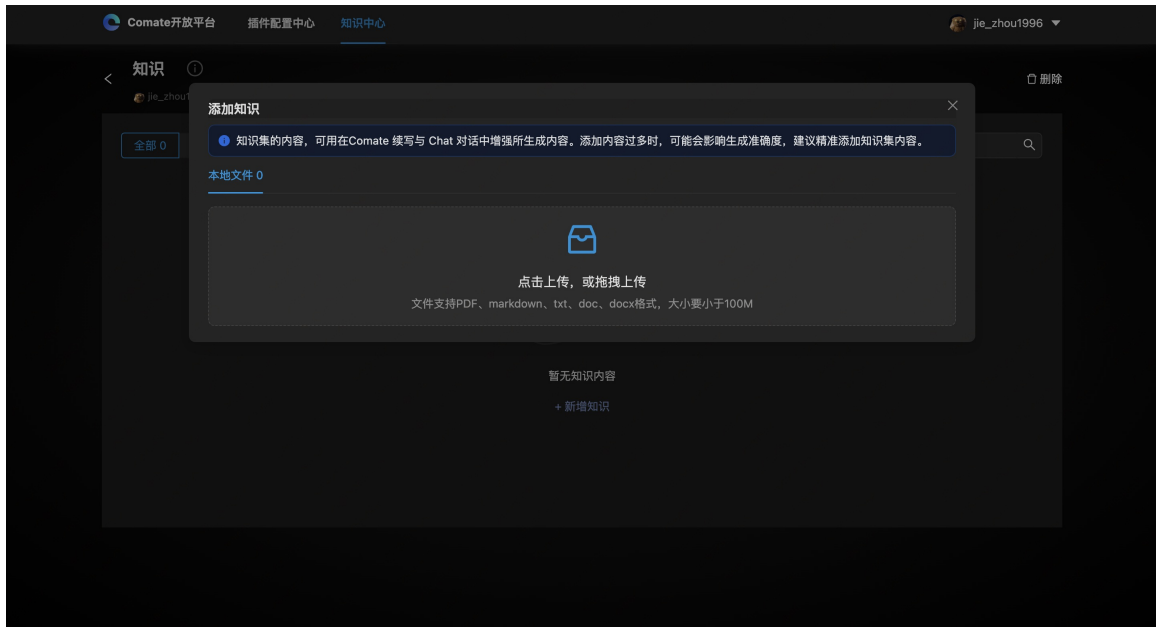 Comate开放平台
插件配置中心
知识中心
jie_zhou1996
知识
jie_zhou1
删除
添加知识
全部 0
知识集的内容，可用在Comate 续写与 Chat 对话中增强所生成内容。添加内容过多时，可能会影响生成准确度，建议精准添加知识集内容。
本地文件 0
点击上传，或拖拽上传
文件支持PDF、markdown、txt、doc、docx格式，大小要小于100M
暂无知识内容
+ 新增知识